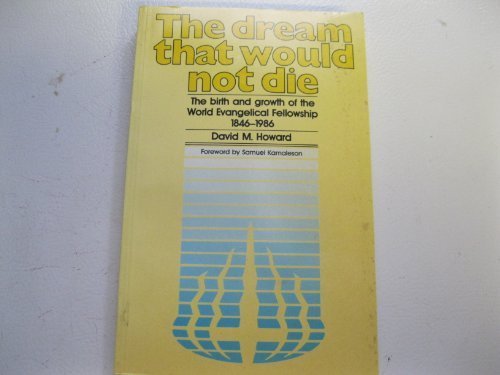 The dream
that would
not die
The birth and growth of the
World Evangelical Fellowship
1846–1986
David M. Howard
Foreword by Samuel Kamaleson